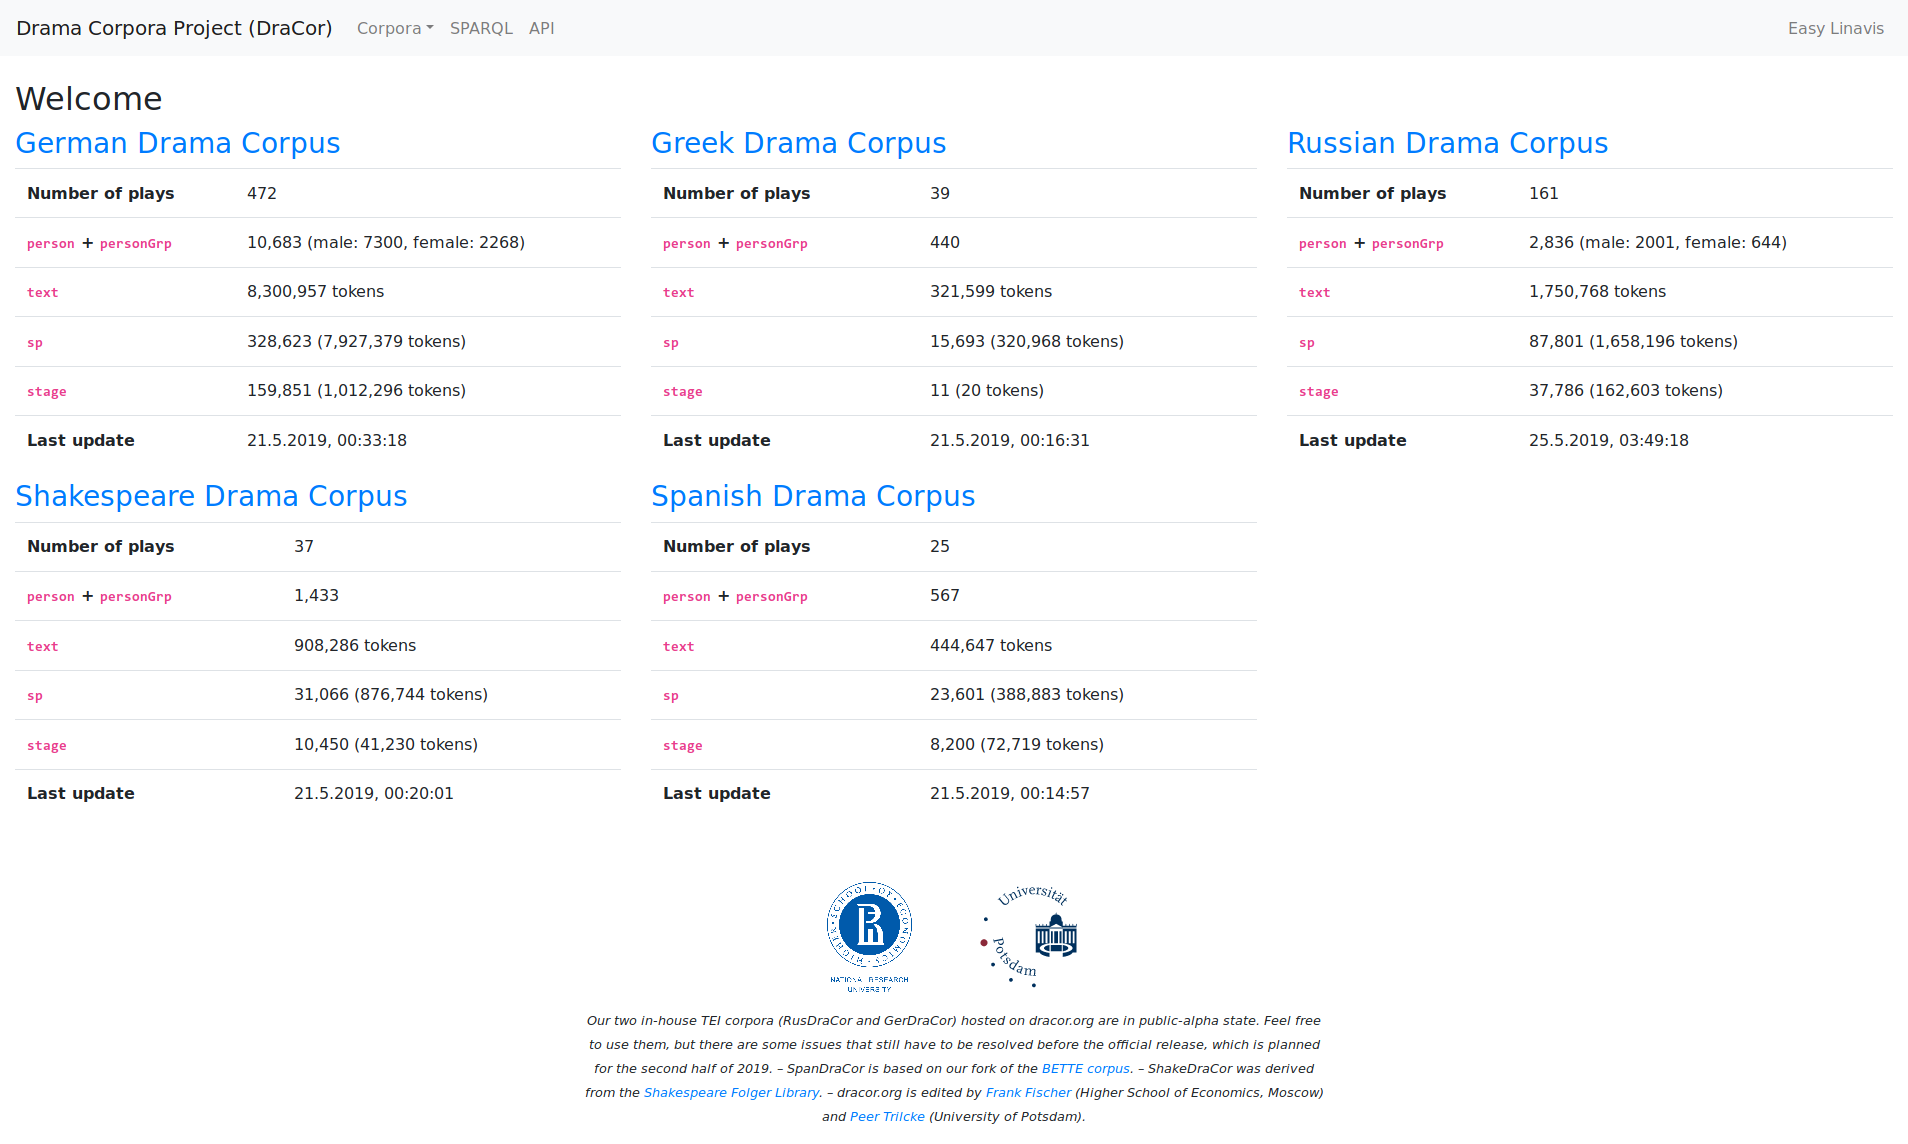 Drama Corpora Project (DraCor) Corpora SPARQL API Easy Linavis
Welcome
German Drama Corpus
Number of plays 472
person + personGrp 10,683 (male: 7300, female: 2268)
text 8,300,957 tokens
sp 328,623 (7,927,379 tokens)
stage 159,851 (1,012,296 tokens)
Last update 21.5.2019, 00:33:18
Greek Drama Corpus
Number of plays 39
person + personGrp 440
text 321,599 tokens
sp 15,693 (320,968 tokens)
stage 11 (20 tokens)
Last update 21.5.2019, 00:16:31
Russian Drama Corpus
Number of plays 161
person + personGrp 2,836 (male: 2001, female: 644)
text 1,750,768 tokens
sp 87,801 (1,658,196 tokens)
stage 37,786 (162,603 tokens)
Last update 25.5.2019, 03:49:18
Shakespeare Drama Corpus
Number of plays 37
person + personGrp 1,433
text 908,286 tokens
sp 31,066 (876,744 tokens)
stage 10,450 (41,230 tokens)
Last update 21.5.2019, 00:20:01
Spanish Drama Corpus
Number of plays 25
person + personGrp 567
text 444,647 tokens
sp 23,601 (388,883 tokens)
stage 8,200 (72,719 tokens)
Last update 21.5.2019, 00:14:57
HIGHER · SCHOOL · OF · ECONOMICS ·
NATIONAL RESEARCH
UNIVERSITY
Universität
Potsdam
Our two in-house TEI corpora (RusDraCor and GerDraCor) hosted on dracor.org are in public-alpha state. Feel free
to use them, but there are some issues that still have to be resolved before the official release, which is planned
for the second half of 2019. – SpanDraCor is based on our fork of the BETTE corpus. – ShakeDraCor was derived
from the Shakespeare Folger Library. – dracor.org is edited by Frank Fischer (Higher School of Economics, Moscow)
and Peer Trilcke (University of Potsdam).